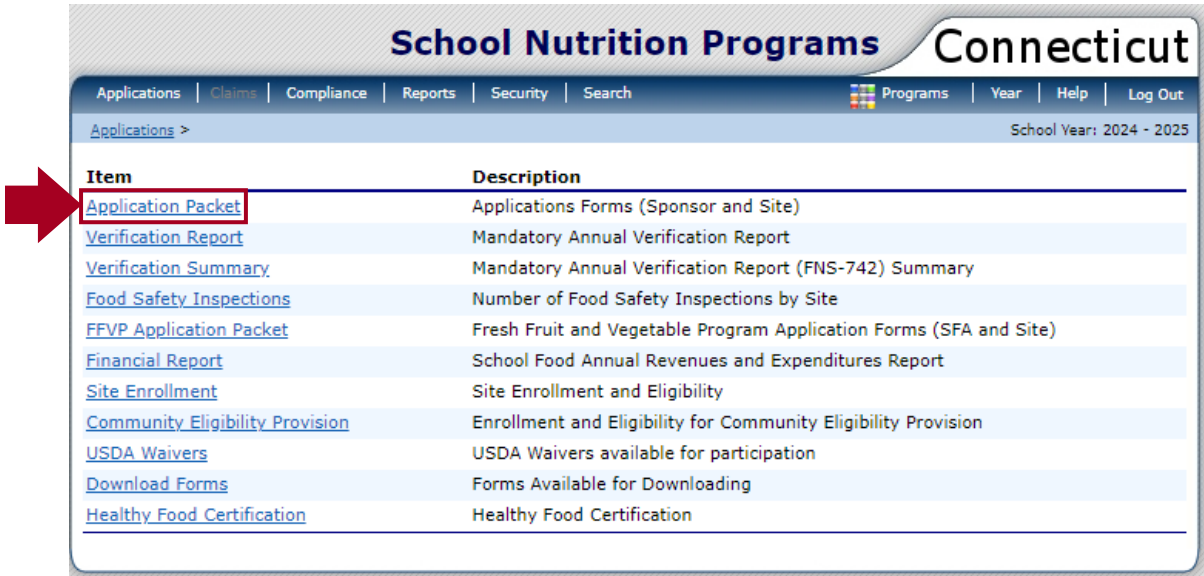 School Nutrition Programs Connecticut
Applications | Claims | Compliance | Reports | Security | Search Programs | Year | Help | Log Out
Applications > School Year: 2024 - 2025
Item Description
Application Packet Applications Forms (Sponsor and Site)
Verification Report Mandatory Annual Verification Report
Verification Summary Mandatory Annual Verification Report (FNS-742) Summary
Food Safety Inspections Number of Food Safety Inspections by Site
FFVP Application Packet Fresh Fruit and Vegetable Program Application Forms (SFA and Site)
Financial Report School Food Annual Revenues and Expenditures Report
Site Enrollment Site Enrollment and Eligibility
Community Eligibility Provision Enrollment and Eligibility for Community Eligibility Provision
USDA Waivers USDA Waivers available for participation
Download Forms Forms Available for Downloading
Healthy Food Certification Healthy Food Certification